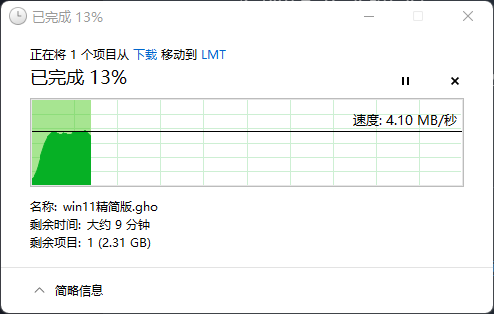 已完成 13%
正在将 1 个项目从 下载 移动到 LMT
已完成 13%
速度: 4.10 MB/秒
名称: win11精简版.gho
剩余时间: 大约 9 分钟
剩余项目: 1 (2.31 GB)
简略信息